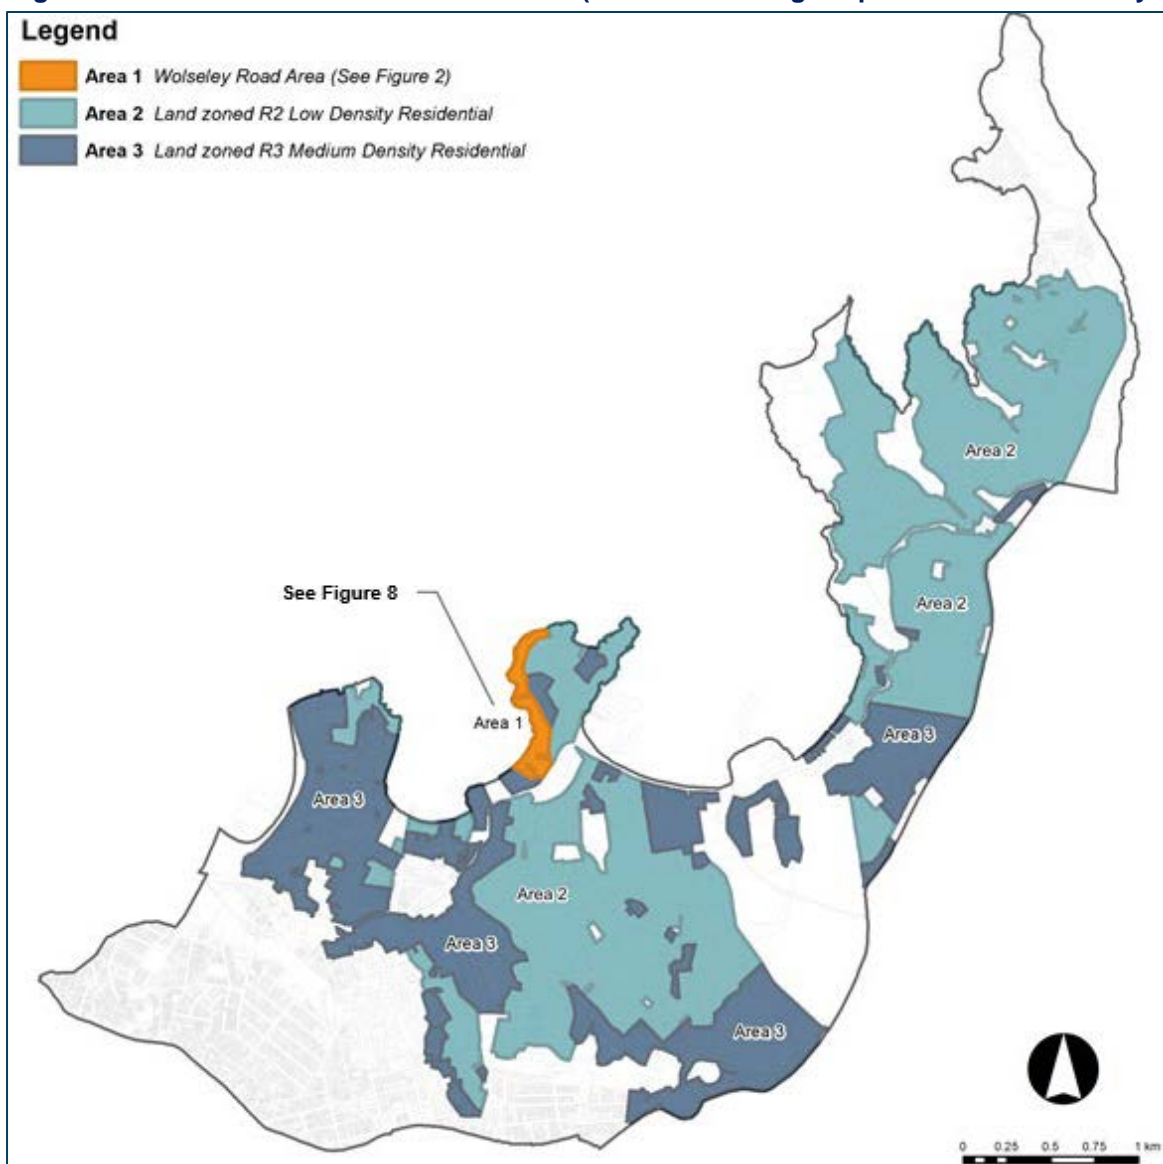 Legend
Area 1 Wolseley Road Area (See Figure 2)
Area 2 Land zoned R2 Low Density Residential
Area 3 Land zoned R3 Medium Density Residential
Area 2
See Figure 8
Area 2
Area 1
Area 3
Area 3
Area 2
Area 3
Area 3
0 0.25 0.5 0.75 1 km